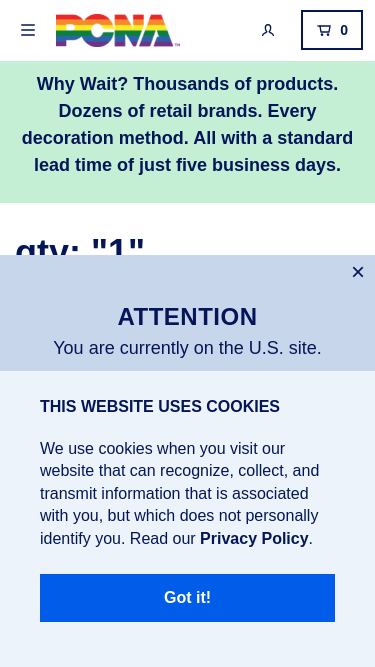 PCNA
0
Why Wait? Thousands of products.
Dozens of retail brands. Every
decoration method. All with a standard
lead time of just five business days.
qty: "1"
ATTENTION
You are currently on the U.S. site.
THIS WEBSITE USES COOKIES
We use cookies when you visit our
website that can recognize, collect, and
transmit information that is associated
with you, but which does not personally
identify you. Read our Privacy Policy.
Got it!